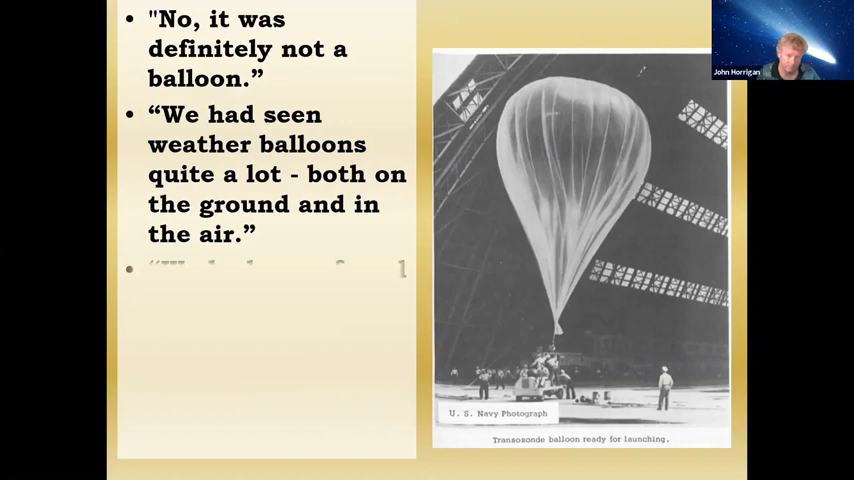 • "No, it was
definitely not a
balloon.”
• “We had seen
weather balloons
quite a lot - both on
the ground and in
the air.”
John Horrigan
U. S. Navy Photograph
Transosonde balloon ready for launching.